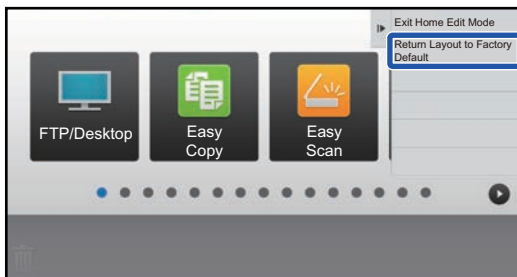 Exit Home Edit Mode
Return Layout to Factory
Default
FTP/Desktop
Easy
Copy
Easy
Scan